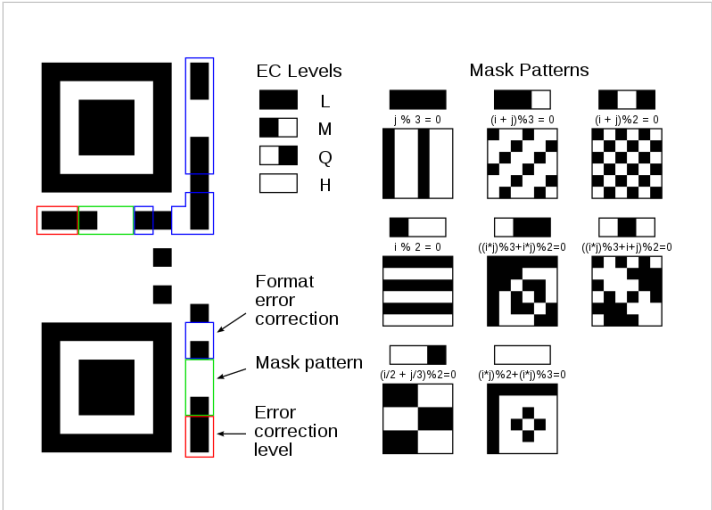 EC Levels
L
M
Q
H
Mask Patterns
j % 3 = 0
(i + j)%3 = 0
(i + j)%2 = 0
i % 2 = 0
((i*j)%3+i*j)%2=0
((i*j)%3+i+j)%2=0
(i/2 + j/3)%2=0
(i*j)%2+(i*j)%3=0
Format
error
correction
Mask pattern
Error
correction
level